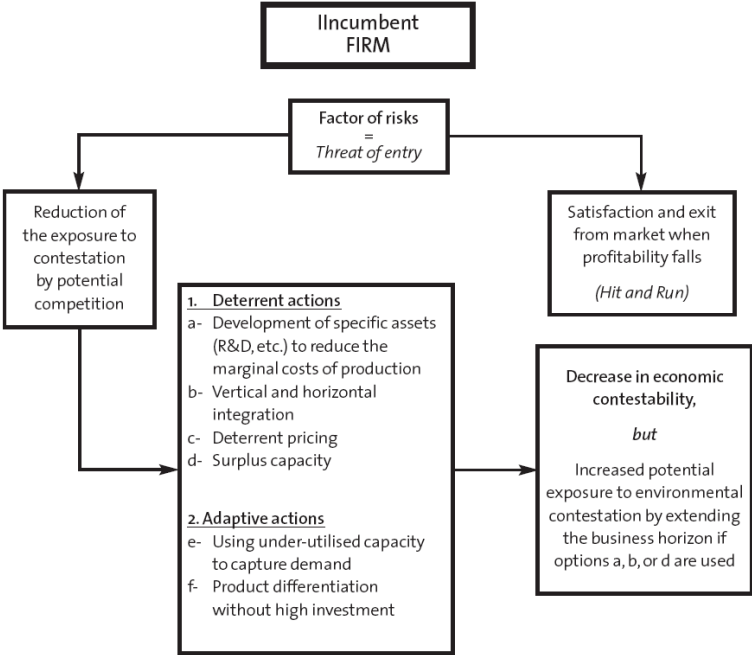 IIncumbent
FIRM
Factor of risks
=
Threat of entry
Reduction of
the exposure to
contestation
by potential
competition
Satisfaction and exit
from market when
profitability falls
(Hit and Run)
1. Deterrent actions
a- Development of specific assets
(R&D, etc.) to reduce the
marginal costs of production
b- Vertical and horizontal
integration
c- Deterrent pricing
d- Surplus capacity
2. Adaptive actions
e- Using under-utilised capacity
to capture demand
f- Product differentiation
without high investment
Decrease in economic
contestability,
but
Increased potential
exposure to environmental
contestation by extending
the business horizon if
options a, b, or d are used